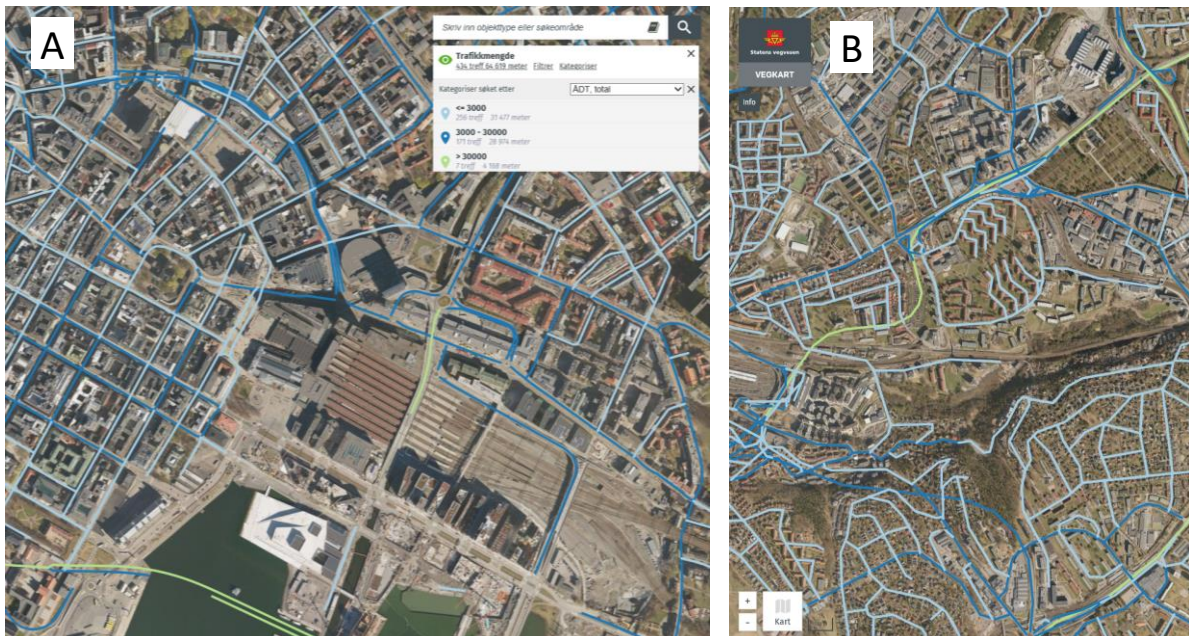 A
Skriv inn objekttype eller søkeområde
Trafikkmengde
434 treff 64 619 meter Filtrer Kategoriser
Kategoriser søket etter ÅDT, total
<= 3000
256 treff · 31 477 meter
3000 - 30000
171 treff · 28 974 meter
> 30000
7 treff · 4 168 meter
B
Statens vegvesen
VEGKART
Info
+
-
Kart